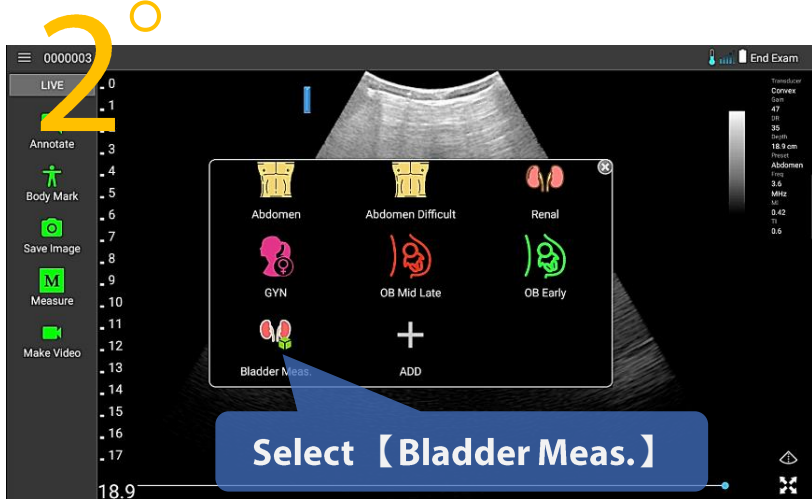 2°
☰ 0000003
End Exam
LIVE
Annotate
Body Mark
Save Image
M
Measure
Make Video
0
1
3
4
5
6
7
8
9
10
11
12
13
14
15
16
17
18.9
Transducer
Convex
Gain
47
DR
35
Depth
18.9 cm
Preset
Abdomen
Freq
3.6
MHz
MI
0.42
TI
0.6
Abdomen
Abdomen Difficult
Renal
GYN
OB Mid Late
OB Early
Bladder Meas.
ADD
Select 【Bladder Meas.】